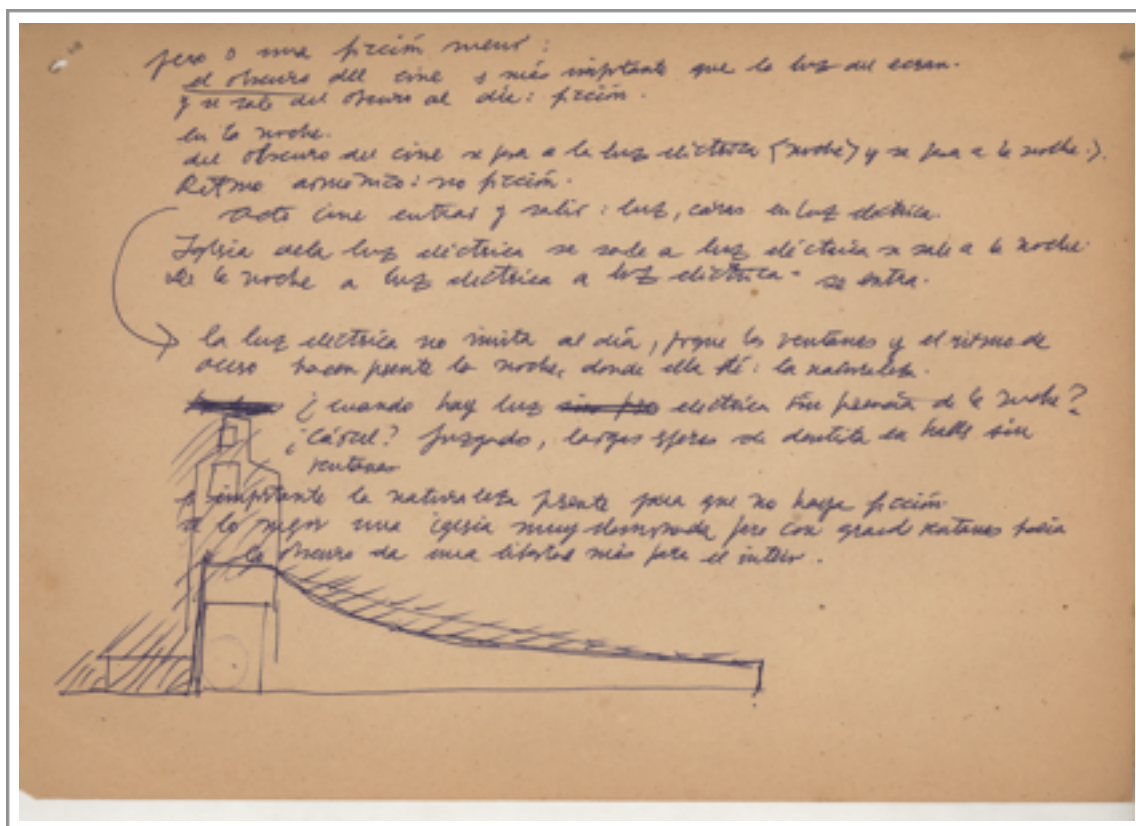 pero o una ficción menor:
el obscuro del cine s más importante que la luz del ecran.
y se sale del obscuro al día: ficción.
en la noche.
del obscuro del cine se pasa a la luz eléctrica (noche) y se pasa a la noche.).
Ritmo armónico: no ficción.
acto cine entrar y salir: luz, caras en luz eléctrica.
Iglesia de la luz eléctrica se sale a luz eléctrica se sale a la noche.
De la noche a luz eléctrica a luz eléctrica. se entra.
la luz eléctrica no imita al día, porque los ventanas y el ritmo de
acceso hacen presente la noche, donde ella: la naturaleza.
¿cuando hay luz eléctrica sin presencia de la noche?
¿Cárcel? juzgado, largas esperas de dentista en halls sin
ventanas
es importante la naturaleza presente para que no haya ficción
a lo mejor una iglesia muy pero con grandes ventanas hacia
lo obscuro da una libertad más para el interior.